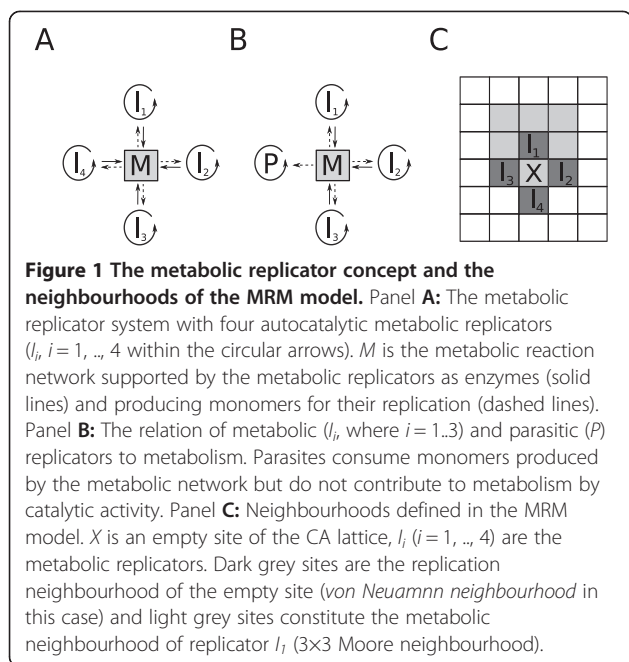 A B C
I₁ I₁
I₄ M I₂ P M I₂ I₁
I₃ X I₂
I₃ I₃ I₄
Figure 1 The metabolic replicator concept and the
neighbourhoods of the MRM model. Panel A: The metabolic
replicator system with four autocatalytic metabolic replicators
(Iᵢ, i = 1, .., 4 within the circular arrows). M is the metabolic reaction
network supported by the metabolic replicators as enzymes (solid
lines) and producing monomers for their replication (dashed lines).
Panel B: The relation of metabolic (Iᵢ, where i = 1..3) and parasitic (P)
replicators to metabolism. Parasites consume monomers produced
by the metabolic network but do not contribute to metabolism by
catalytic activity. Panel C: Neighbourhoods defined in the MRM
model. X is an empty site of the CA lattice, Iᵢ (i = 1, .., 4) are the
metabolic replicators. Dark grey sites are the replication
neighbourhood of the empty site (von Neuamnn neighbourhood in
this case) and light grey sites constitute the metabolic
neighbourhood of replicator I₁ (3×3 Moore neighbourhood).